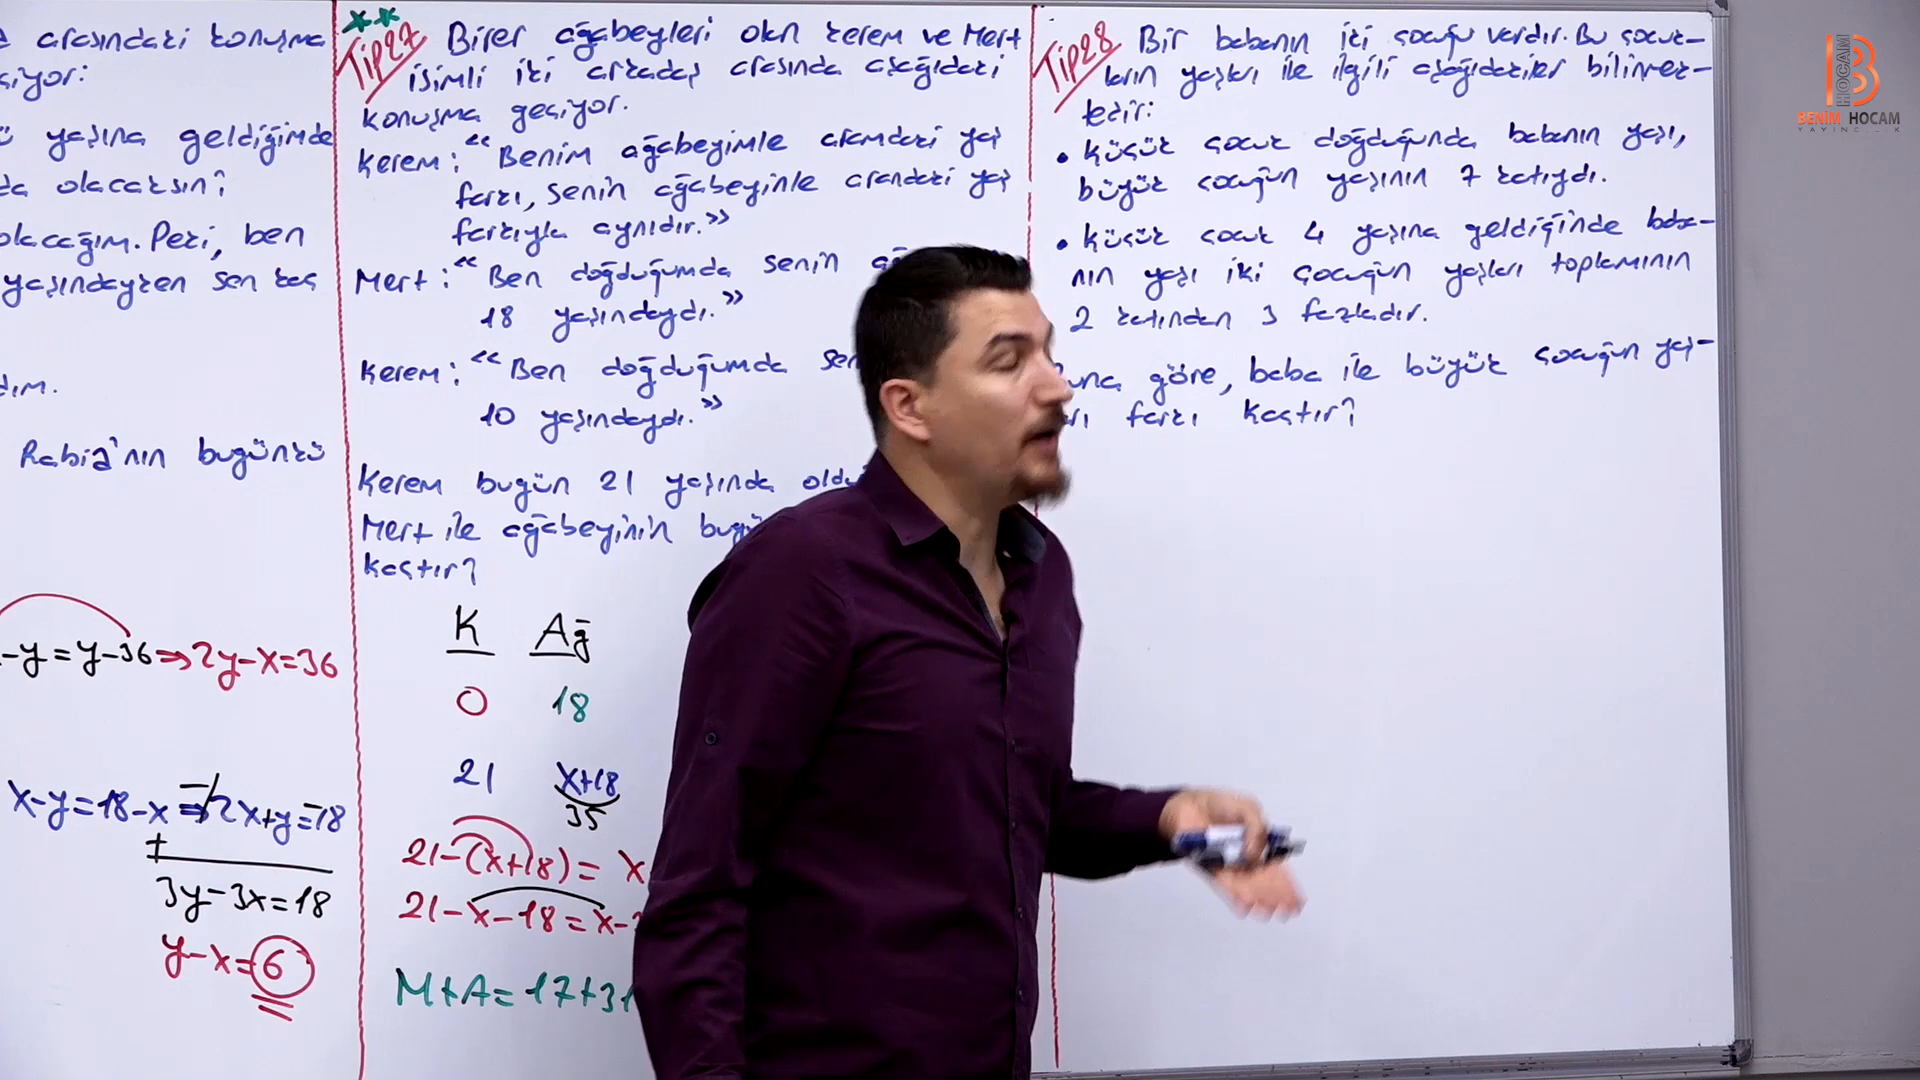 arasındaki konuşma
geçiyor:
yaşına geldiğimde
olacaksın?
olacağım. Peki, ben
yaşındayken sen kaç
Rabia'nın bugünkü
-y=y-36⇒2y-x=36
x-y=18-x ⇒ 2x+y=18
+
3y-3x=18
y-x=6
**
Tip27 Birer ağabeyleri olan Kerem ve Mert
isimli iki arkadaş arasında aşağıdaki
konuşma geçiyor.
Kerem: "Benim ağabeyimle aramdaki yaş
farkı, senin ağabeyinle arandaki yaş
farkıyla aynıdır.»
Mert: "Ben doğduğumda senin
18 yaşındaydı.»
Kerem: "Ben doğduğumda
10 yaşındaydı."
Kerem bugün 21 yaşında
Mert ile ağabeyinin
kaçtır?
K Ağ
0 18
21 x+18
35
21-(x+18)= x
21-x-18=x-
M+A=17+31
Tip28 Bir babanın iki çocuğu vardır. Bu çocuk-
ların yaşları ile ilgili aşağıdakiler bilinmek-
tedir:
• Küçük çocuk doğduğunda babanın yaşı,
büyük çocuğun yaşının 7 katıydı.
• Küçük çocuk 4 yaşına geldiğinde baba-
nın yaşı iki çocuğun yaşları toplamının
2 katından 3 fazladır.
göre, baba ile büyük çocuğun yaş-
farkı kaçtır?
B HOCAM
BENİM HOCAM